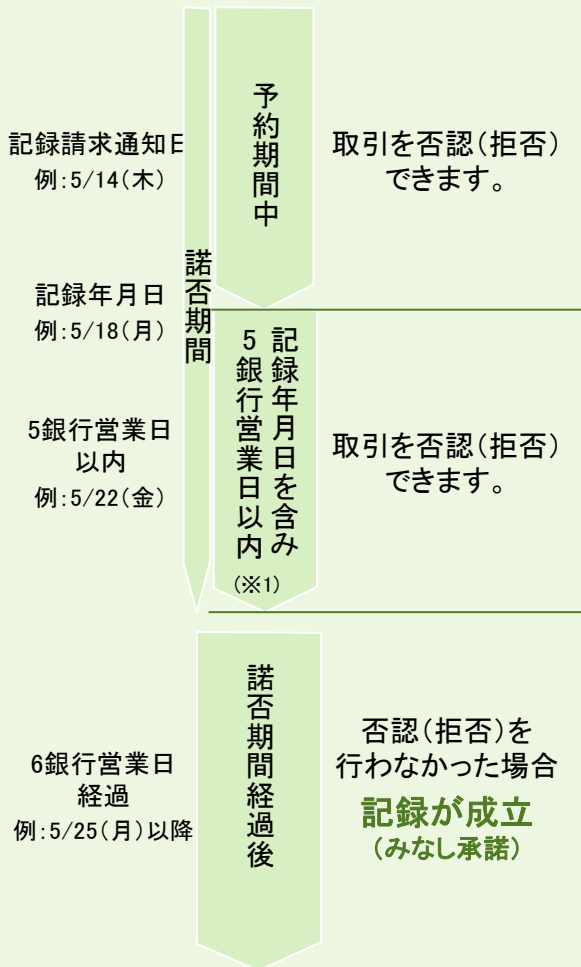 記録請求通知日
例:5/14(木)
予約期間中
取引を否認(拒否)
できます。
諾否期間
記録年月日
例:5/18(月)
5銀行営業日
以内
例:5/22(金)
記録年月日を含み
5銀行営業日以内
(※1)
取引を否認(拒否)
できます。
6銀行営業日
経過
例:5/25(月)以降
諾否期間経過後
否認(拒否)を
行わなかった場合
記録が成立
(みなし承諾)